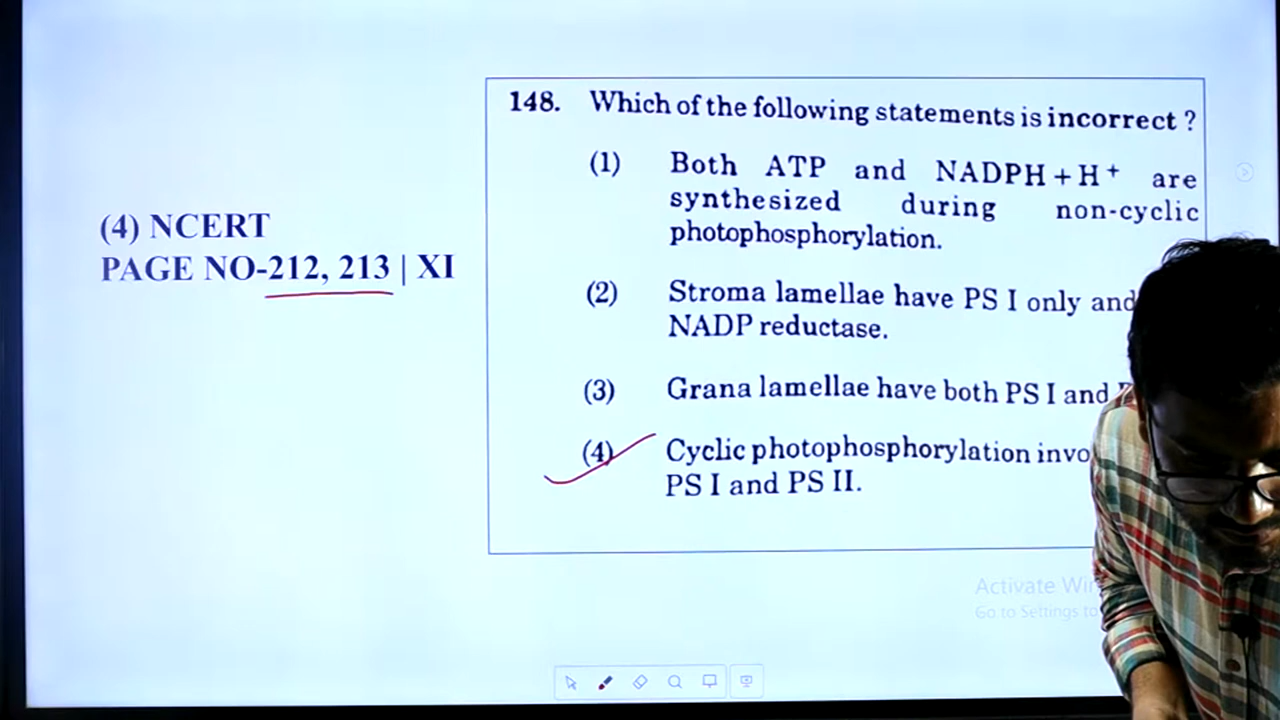 (4) NCERT
PAGE NO-212, 213 | XI
148. Which of the following statements is incorrect ?
(1) Both ATP and NADPH + H+ are
synthesized during non-cyclic
photophosphorylation.
(2) Stroma lamellae have PS I only and
NADP reductase.
(3) Grana lamellae have both PS I and
(4) Cyclic photophosphorylation
PS I and PS II.
Activate
Go to Settings to